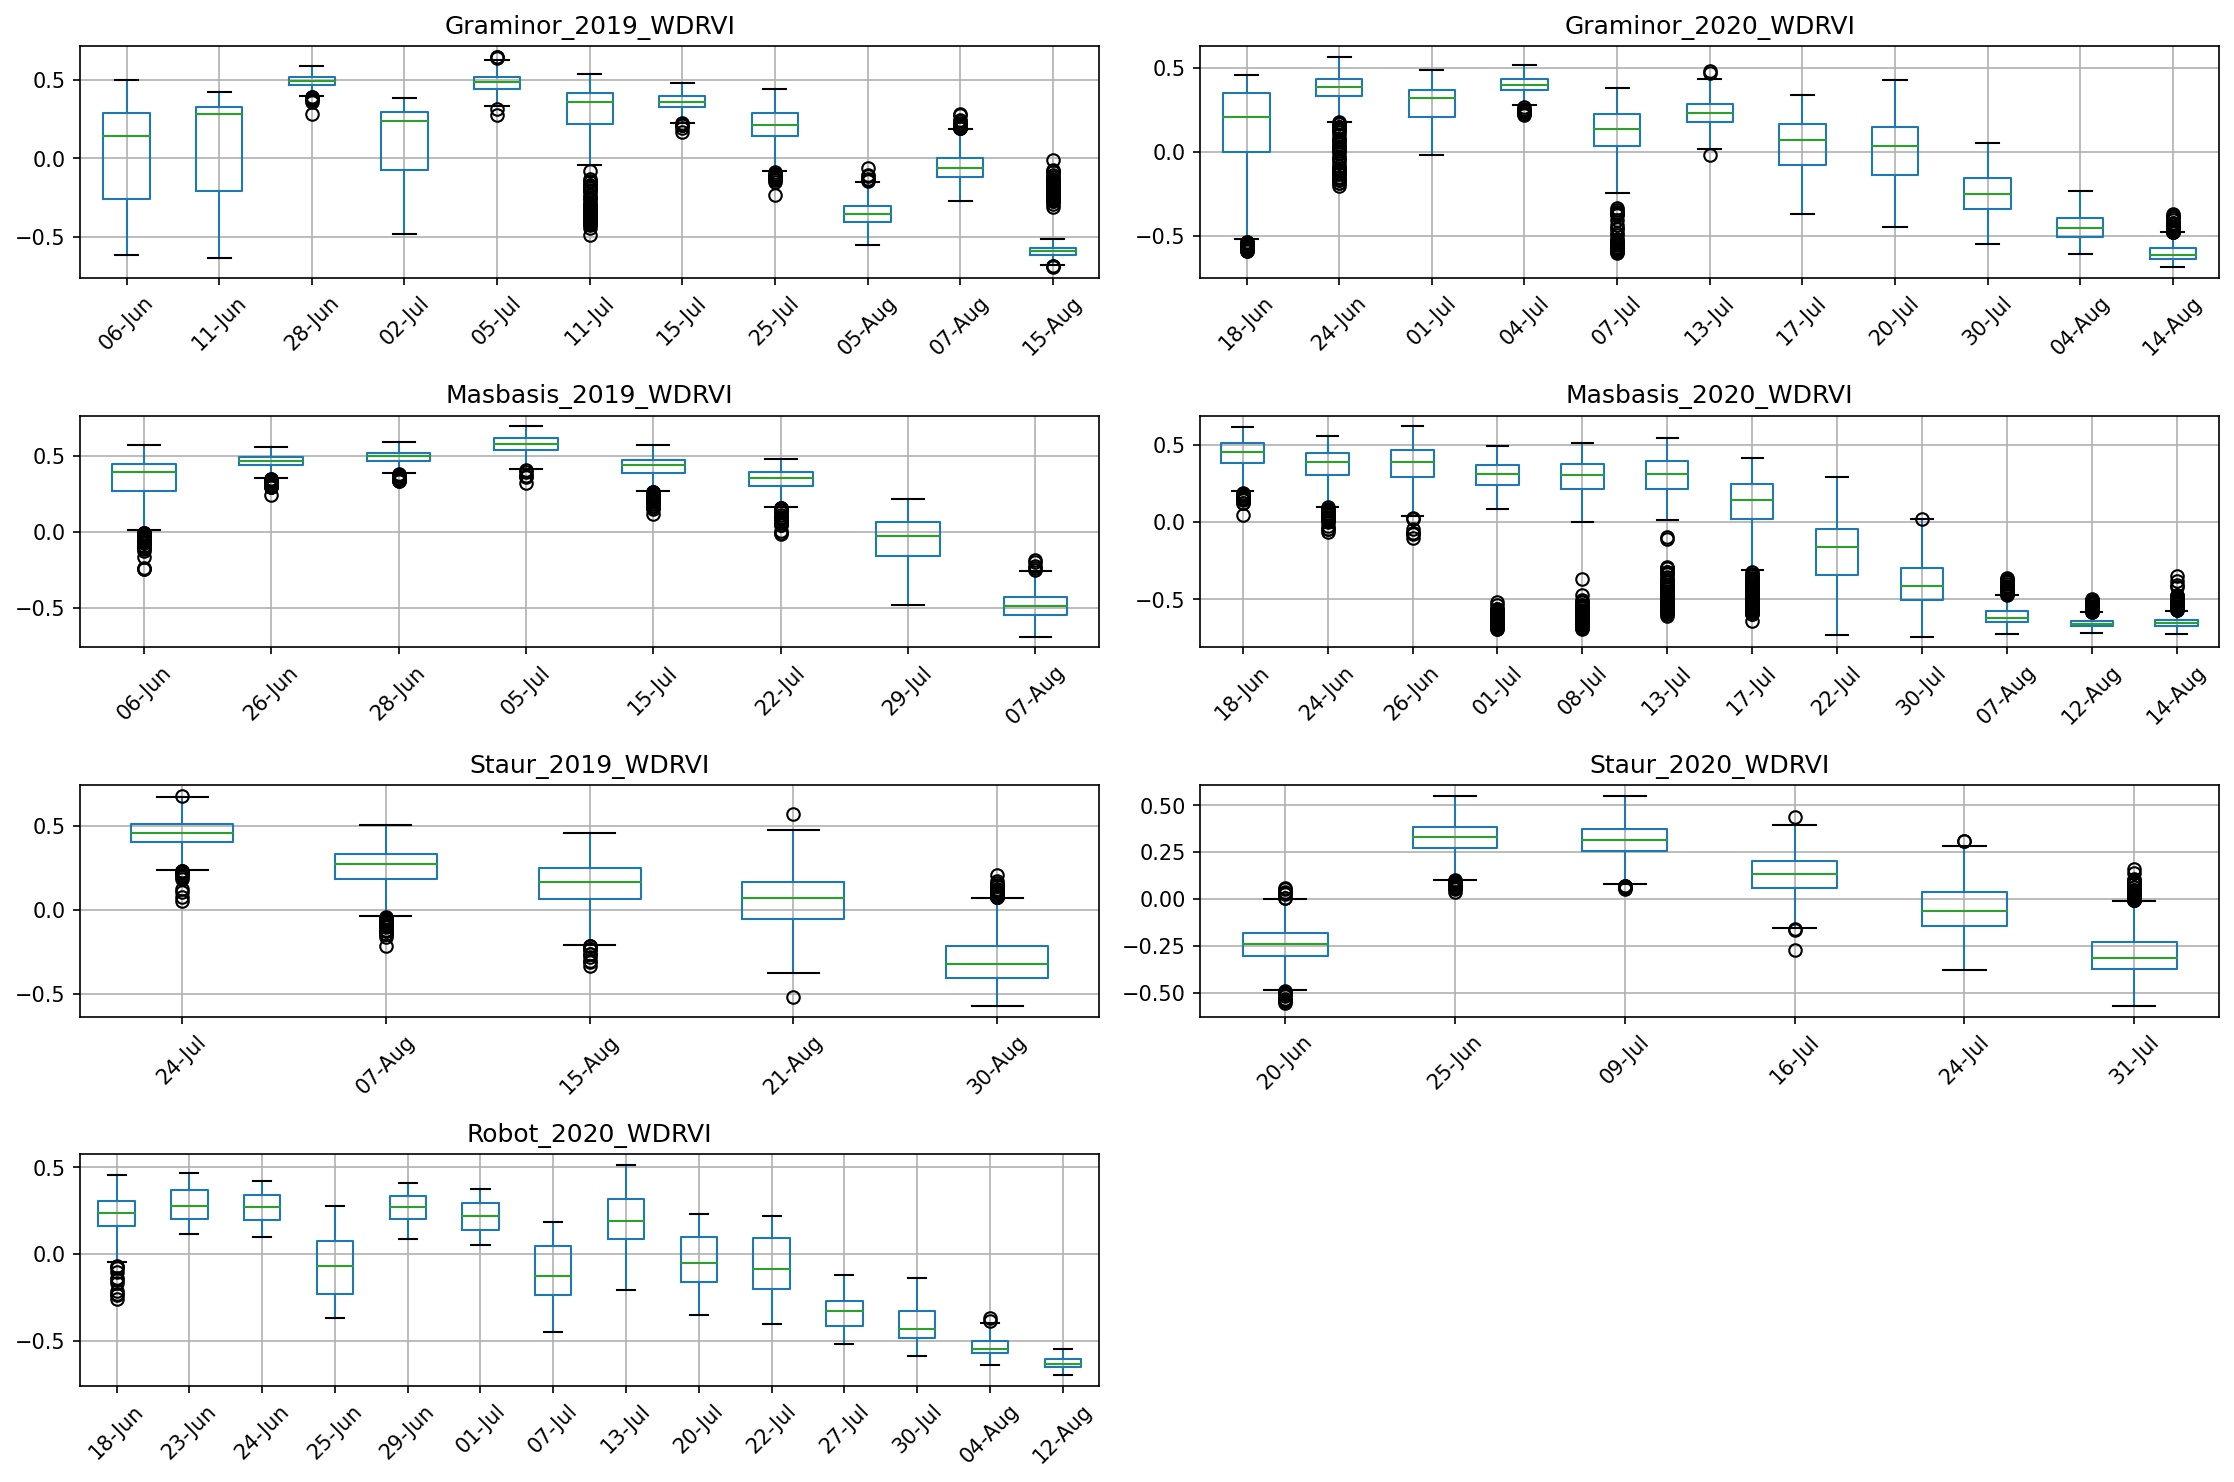 Graminor_2019_WDRVI
0.5
0.0
−0.5
06-Jun 11-Jun 28-Jun 02-Jul 05-Jul 11-Jul 15-Jul 25-Jul 05-Aug 07-Aug 15-Aug
Graminor_2020_WDRVI
0.5
0.0
−0.5
18-Jun 24-Jun 01-Jul 04-Jul 07-Jul 13-Jul 17-Jul 20-Jul 30-Jul 04-Aug 14-Aug
Masbasis_2019_WDRVI
0.5
0.0
−0.5
06-Jun 26-Jun 28-Jun 05-Jul 15-Jul 22-Jul 29-Jul 07-Aug
Masbasis_2020_WDRVI
0.5
0.0
−0.5
18-Jun 24-Jun 26-Jun 01-Jul 08-Jul 13-Jul 17-Jul 22-Jul 30-Jul 07-Aug 12-Aug 14-Aug
Staur_2019_WDRVI
0.5
0.0
−0.5
24-Jul 07-Aug 15-Aug 21-Aug 30-Aug
Staur_2020_WDRVI
0.50
0.25
0.00
−0.25
−0.50
20-Jun 25-Jun 09-Jul 16-Jul 24-Jul 31-Jul
Robot_2020_WDRVI
0.5
0.0
−0.5
18-Jun 23-Jun 24-Jun 25-Jun 29-Jun 01-Jul 07-Jul 13-Jul 20-Jul 22-Jul 27-Jul 30-Jul 04-Aug 12-Aug